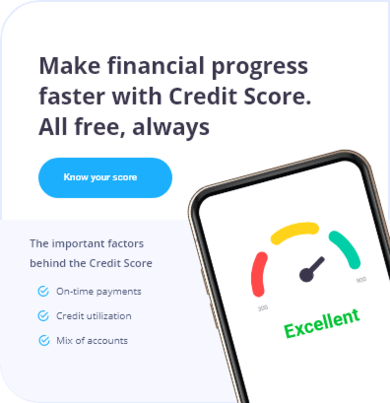 Make financial progress
faster with Credit Score.
All free, always
Know your score
The important factors
behind the Credit Score
On-time payments
Credit utilization
Mix of accounts
300
900
Excellent